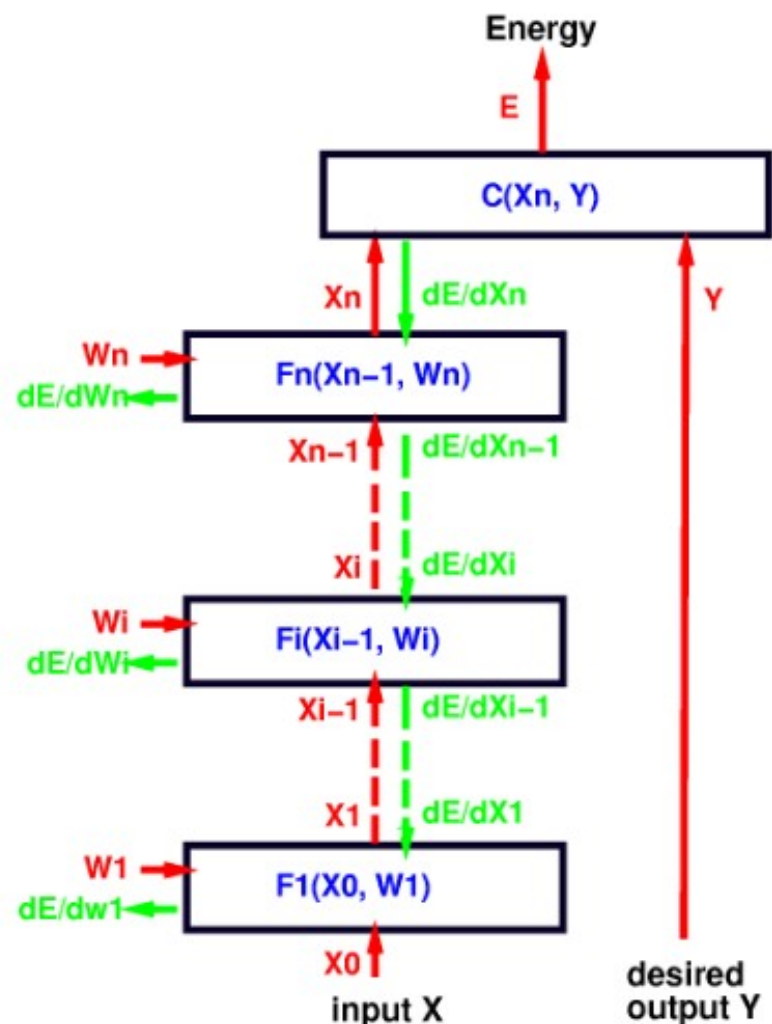 Energy
E
C(Xn, Y)
Xn
dE/dXn
Y
Wn
Fn(Xn−1, Wn)
dE/dWn
Xn−1
dE/dXn−1
Xi
dE/dXi
Wi
Fi(Xi−1, Wi)
dE/dWi
Xi−1
dE/dXi−1
X1
dE/dX1
W1
F1(X0, W1)
dE/dw1
X0
input X
desired
output Y